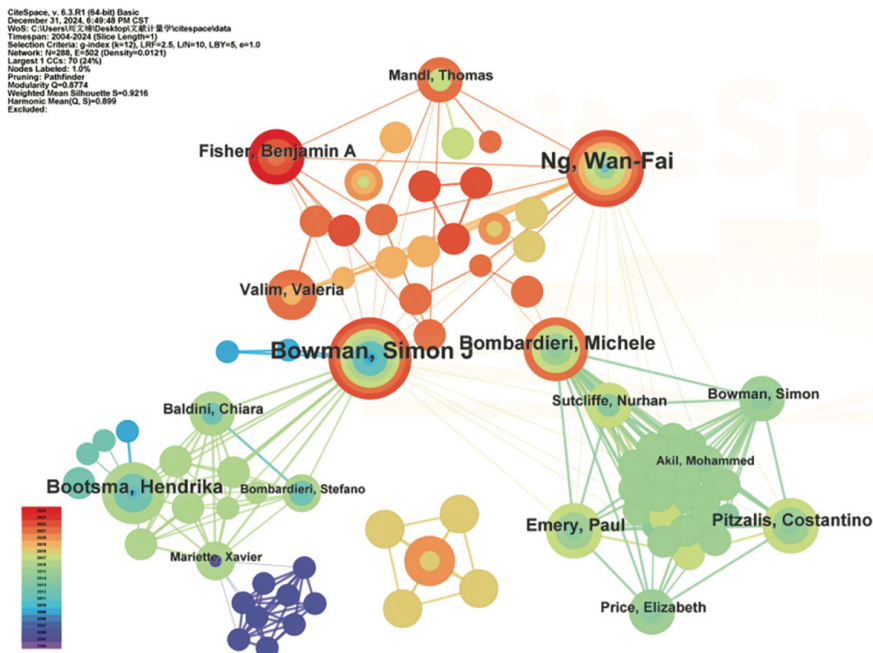 CiteSpace, v. 6.3.R1 (64-bit) Basic
December 31, 2024, 6:49:48 PM CST
WoS: C:\Users\刘文博\Desktop\文献计量学\citespace\data
Timespan: 2004-2024 (Slice Length=1)
Selection Criteria: g-index (k=12), LRF=2.5, L/N=10, LBY=5, e=1.0
Network: N=288, E=502 (Density=0.0121)
Largest 1 CCs: 70 (24%)
Nodes Labeled: 1.0%
Pruning: Pathfinder
Modularity Q=0.8774
Weighted Mean Silhouette S=0.9216
Harmonic Mean(Q, S)=0.899
Excluded:
Mandl, Thomas
Fisher, Benjamin A
Ng, Wan-Fai
Valim, Valeria
Bowman, Simon J
Bombardieri, Michele
Baldini, Chiara
Sutcliffe, Nurhan
Bowman, Simon
Akil, Mohammed
Bootsma, Hendrika
Bombardieri, Stefano
Emery, Paul
Pitzalis, Costantino
Mariette, Xavier
Price, Elizabeth